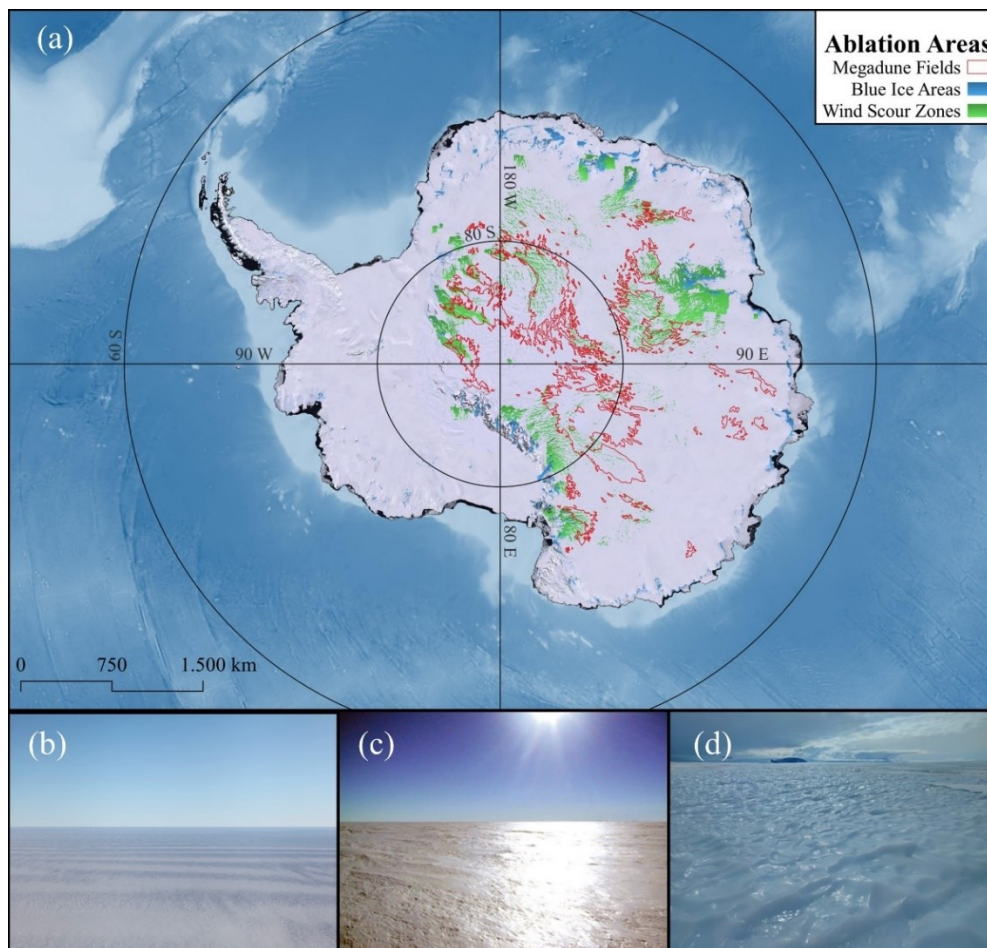 (a)
Ablation Areas
Megadune Fields
Blue Ice Areas
Wind Scour Zones
180 W
80 S
60 S
90 W
90 E
180 E
0 750 1.500 km
(b)
(c)
(d)